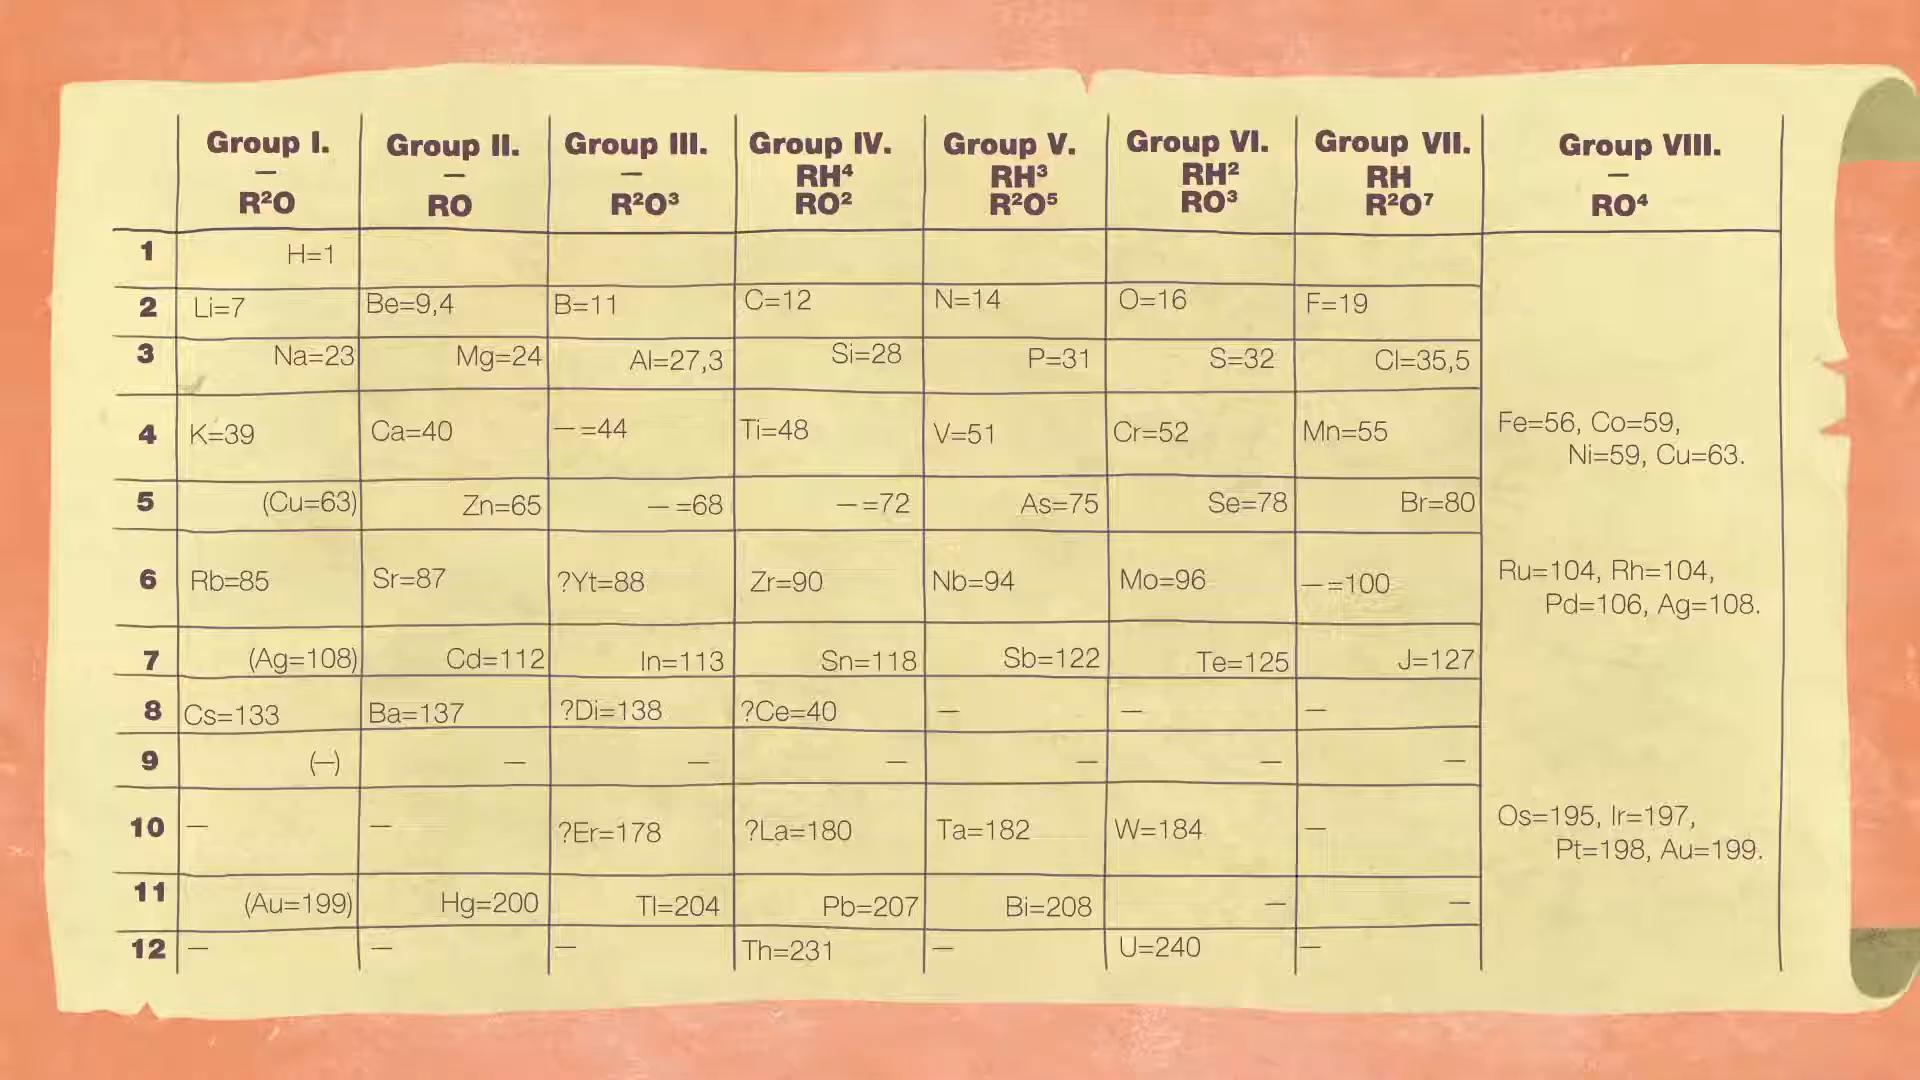 Group I. Group II. Group III. Group IV. Group V. Group VI. Group VII. Group VIII.
— — — RH⁴ RH³ RH² RH —
R²O RO R²O³ RO² R²O⁵ RO³ R²O⁷ RO⁴
1 H=1
2 Li=7 Be=9,4 B=11 C=12 N=14 O=16 F=19
3 Na=23 Mg=24 Al=27,3 Si=28 P=31 S=32 Cl=35,5
4 K=39 Ca=40 —=44 Ti=48 V=51 Cr=52 Mn=55 Fe=56, Co=59,
Ni=59, Cu=63.
5 (Cu=63) Zn=65 —=68 —=72 As=75 Se=78 Br=80
6 Rb=85 Sr=87 ?Yt=88 Zr=90 Nb=94 Mo=96 —=100 Ru=104, Rh=104,
Pd=106, Ag=108.
7 (Ag=108) Cd=112 In=113 Sn=118 Sb=122 Te=125 J=127
8 Cs=133 Ba=137 ?Di=138 ?Ce=40 — — —
9 (—) — — — — — —
10 — — ?Er=178 ?La=180 Ta=182 W=184 — Os=195, Ir=197,
Pt=198, Au=199.
11 (Au=199) Hg=200 Tl=204 Pb=207 Bi=208 — —
12 — — — Th=231 — U=240 —